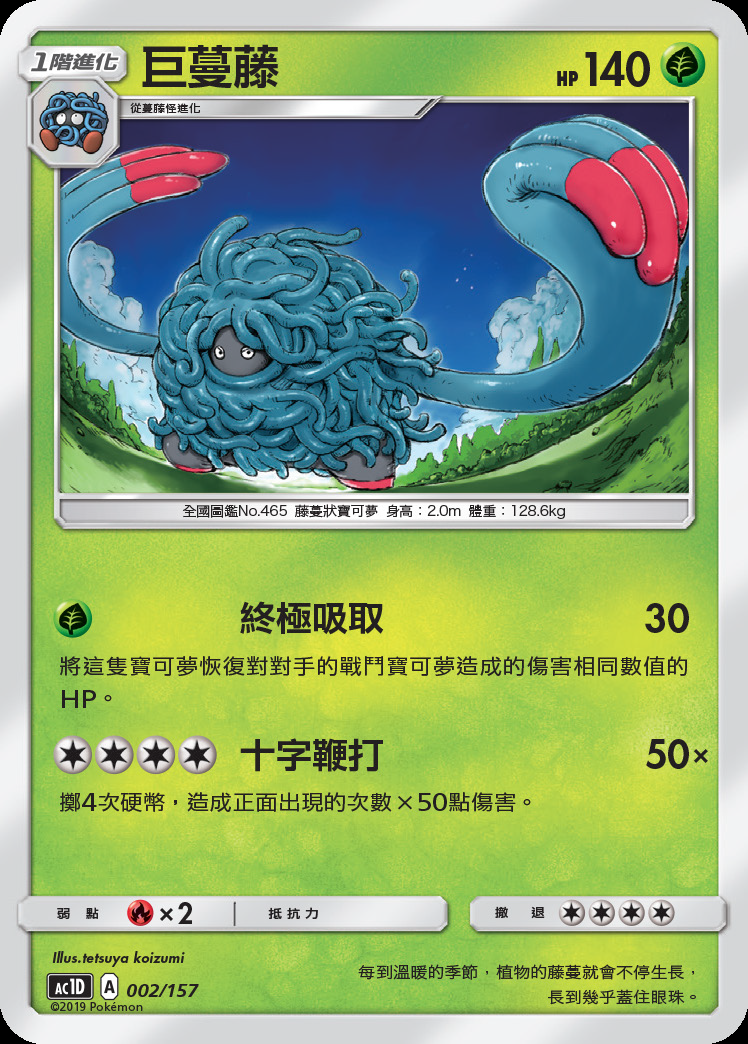 1階進化 巨蔓藤 HP 140
從蔓藤怪進化
全國圖鑑No.465 藤蔓狀寶可夢 身高：2.0m 體重：128.6kg
終極吸取 30
將這隻寶可夢恢復對對手的戰鬥寶可夢造成的傷害相同數值的
HP。
十字鞭打 50×
擲4次硬幣，造成正面出現的次數×50點傷害。
弱點 ×2 抵抗力 撤退
Illus.tetsuya koizumi
每到溫暖的季節，植物的藤蔓就會不停生長，
長到幾乎蓋住眼珠。
AC1D A 002/157
©2019 Pokémon